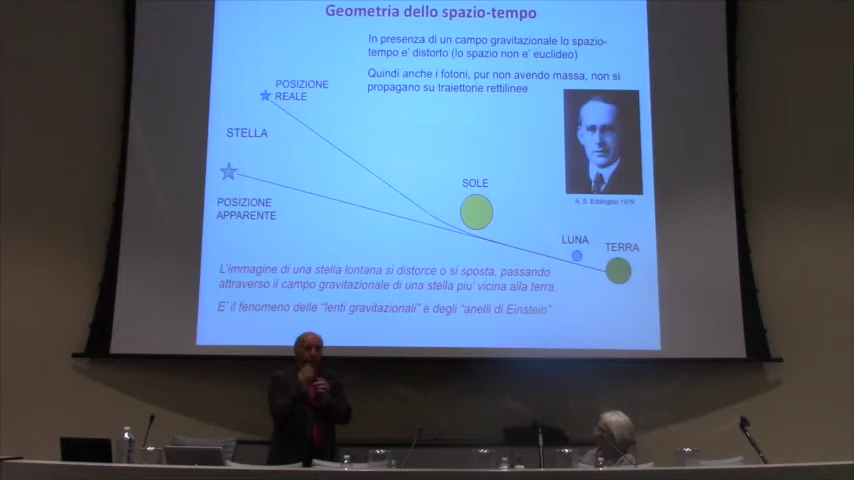 Geometria dello spazio-tempo
In presenza di un campo gravitazionale lo spazio-
tempo e' distorto (lo spazio non e' euclideo)
Quindi anche i fotoni, pur non avendo massa, non si
propagano su traiettorie rettilinee
POSIZIONE
REALE
STELLA
POSIZIONE
APPARENTE
SOLE
A. S. Eddington 1919
LUNA
TERRA
L'immagine di una stella lontana si distorce o si sposta, passando
attraverso il campo gravitazionale di una stella piu' vicina alla terra.
E' il fenomeno delle "lenti gravitazionali" e degli "anelli di Einstein"